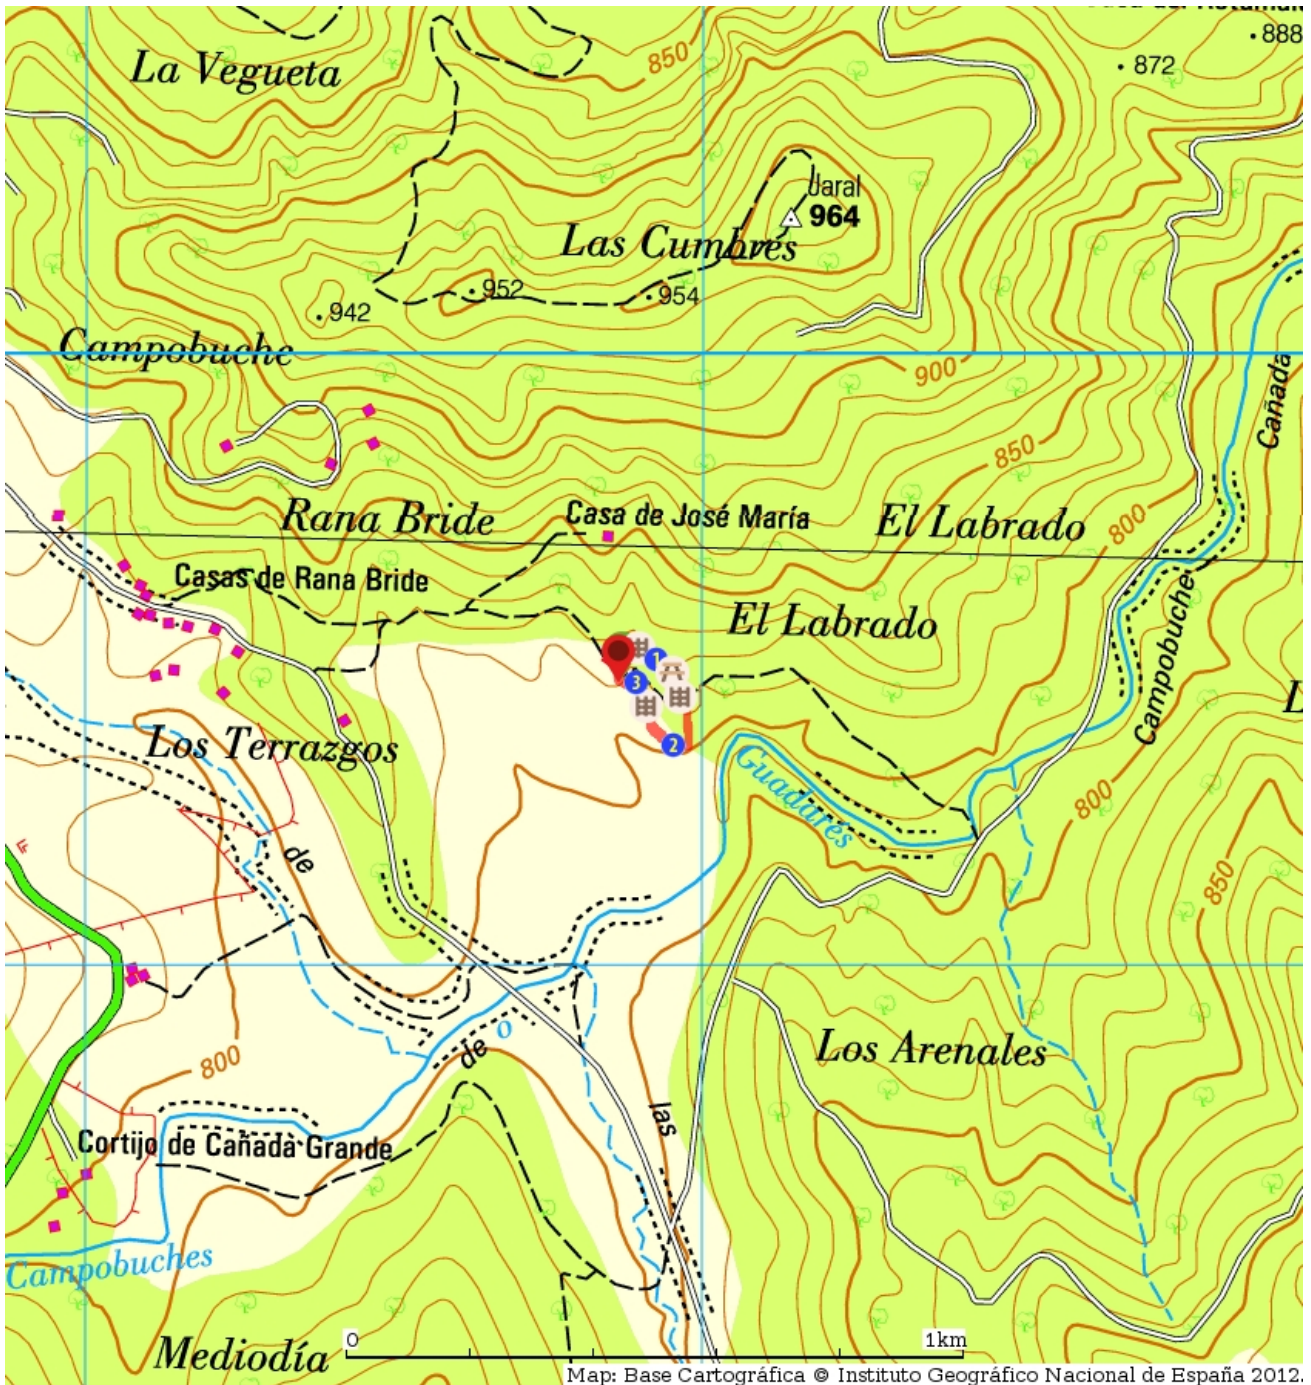 888
872
850
La Vegueta
Jaral
964
Las Cumbres
952
954
942
Campobuche
900
Cañada
850
Rana Bride
Casa de José María
El Labrado
800
Casas de Rana Bride
El Labrado
1
3
2
Campobuche
Los Terrazgos
Guadarés
800
de
850
o
de
Los Arenales
800
las
Cortijo de Cañada Grande
Campobuches
Mediodía
0
1km
Map: Base Cartográfica © Instituto Geográfico Nacional de España 2012.